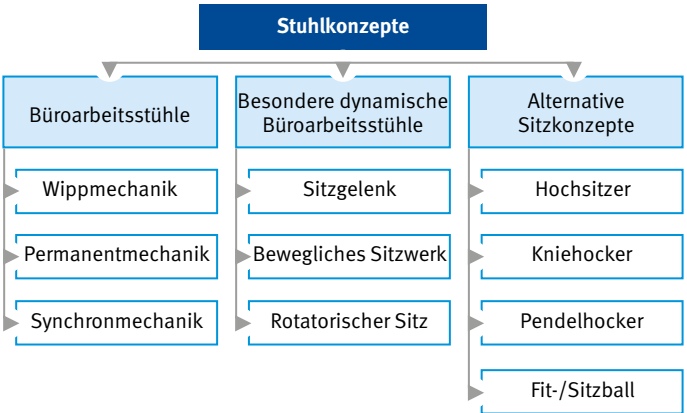 Stuhlkonzepte
Büroarbeitsstühle
Wippmechanik
Permanentmechanik
Synchronmechanik
Besondere dynamische
Büroarbeitsstühle
Sitzgelenk
Bewegliches Sitzwerk
Rotatorischer Sitz
Alternative
Sitzkonzepte
Hochsitzer
Kniehocker
Pendelhocker
Fit-/Sitzball